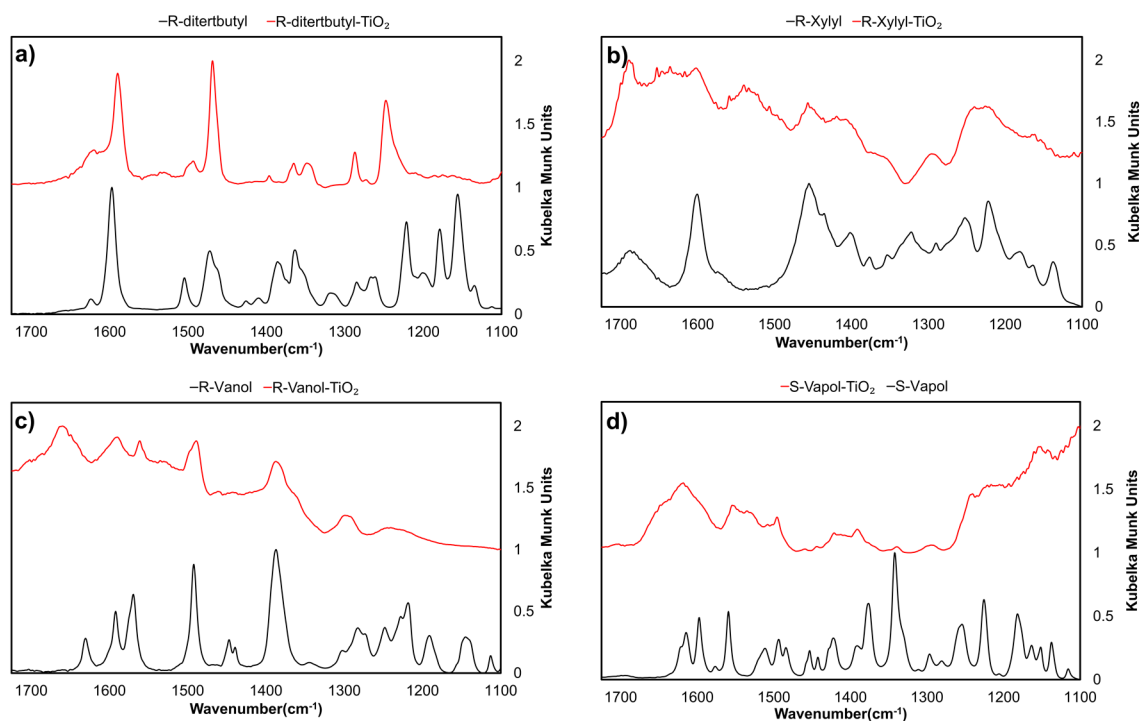 R-ditertbutyl R-ditertbutyl-TiO₂
a)
2
1.5
1
0.5
0
Kubelka Munk Units
1700 1600 1500 1400 1300 1200 1100
Wavenumber(cm⁻¹)
R-Xylyl R-Xylyl-TiO₂
b)
2
1.5
1
0.5
0
Kubelka Munk Units
1700 1600 1500 1400 1300 1200 1100
Wavenumber(cm⁻¹)
R-Vanol R-Vanol-TiO₂
c)
2
1.5
1
0.5
0
Kubelka Munk Units
1700 1600 1500 1400 1300 1200 1100
Wavenumber(cm⁻¹)
S-Vapol-TiO₂ S-Vapol
d)
2
1.5
1
0.5
0
Kubelka Munk Units
1700 1600 1500 1400 1300 1200 1100
Wavenumber(cm⁻¹)